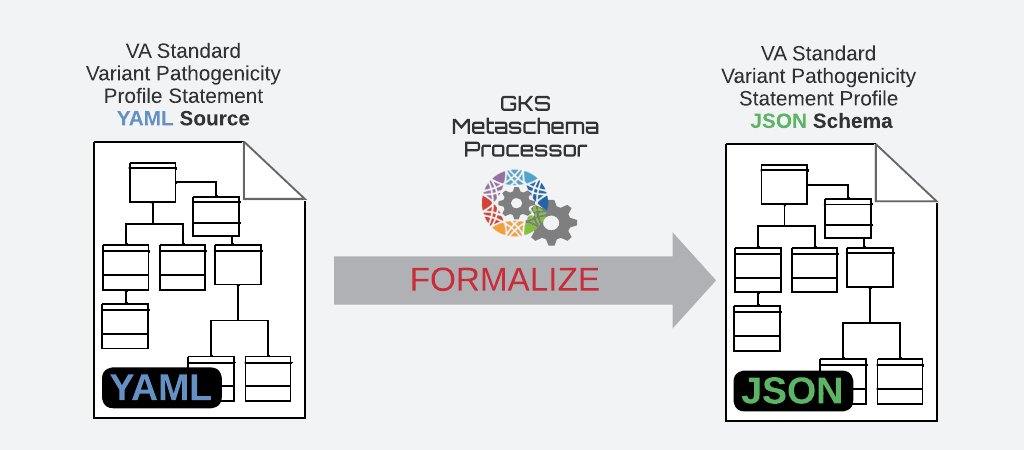 VA Standard
Variant Pathogenicity
Profile Statement
YAML Source
YAML
GKS
Metaschema
Processor
FORMALIZE
VA Standard
Variant Pathogenicity
Statement Profile
JSON Schema
JSON